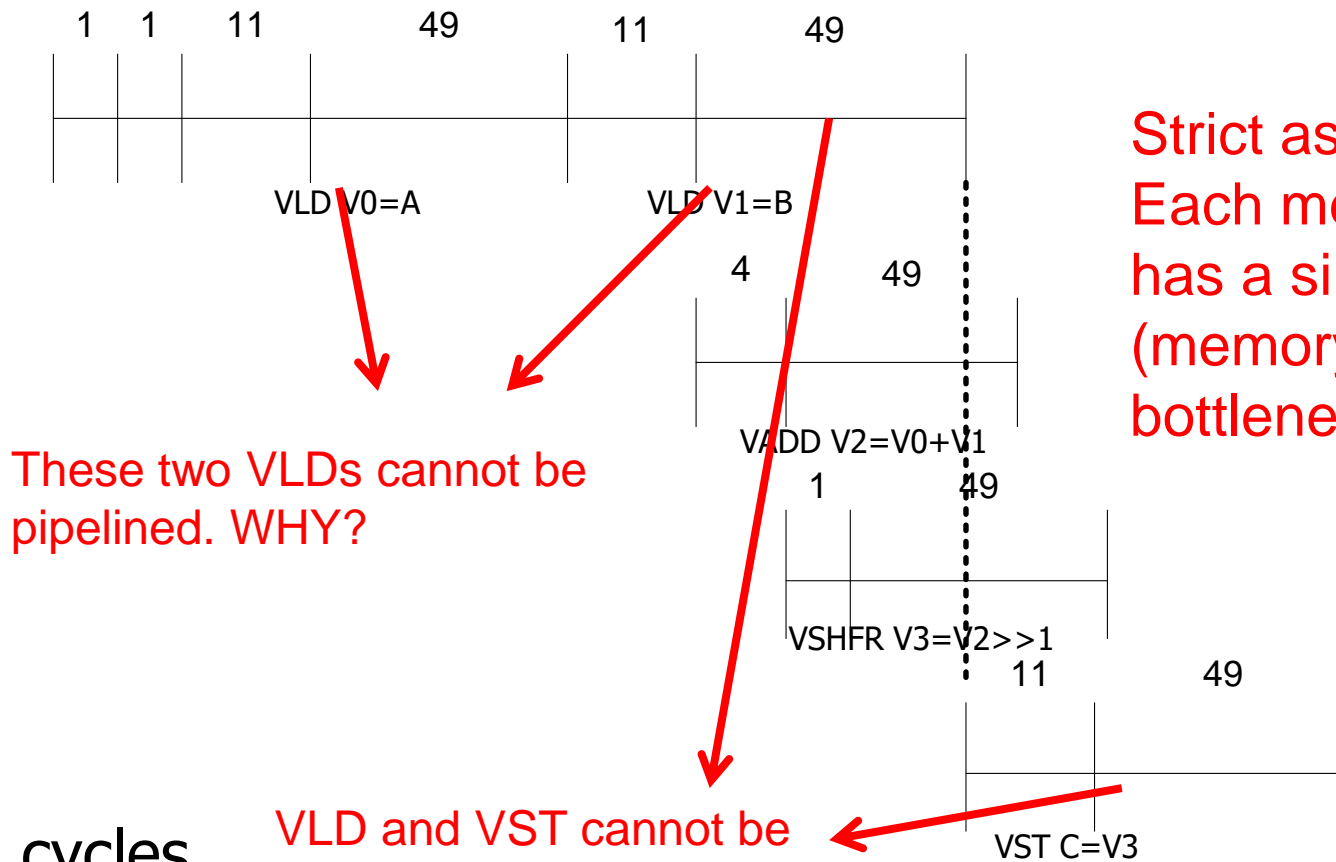 1 1 11 49 11 49
Strict as
Each me
has a si
(memory
bottlene
VLD V0=A VLD V1=B
4 49
VADD V2=V0+V1
These two VLDs cannot be
pipelined. WHY?
1 49
VSHFR V3=V2>>1
11 49
VLD and VST cannot be
VST C=V3
cycles